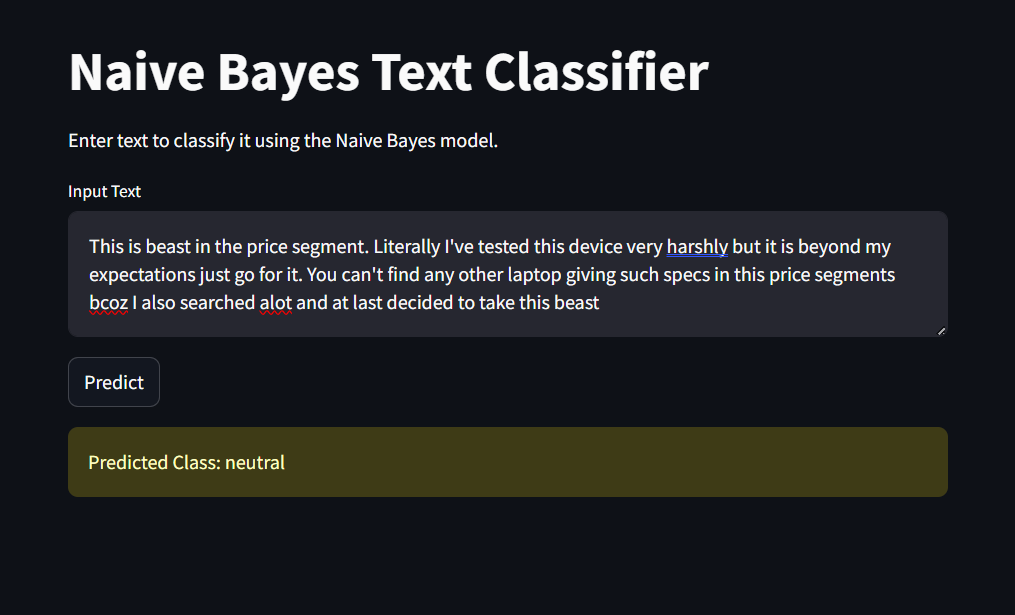 Naive Bayes Text Classifier
Enter text to classify it using the Naive Bayes model.
Input Text
This is beast in the price segment. Literally I've tested this device very harshly but it is beyond my
expectations just go for it. You can't find any other laptop giving such specs in this price segments
bcoz I also searched alot and at last decided to take this beast
Predict
Predicted Class: neutral